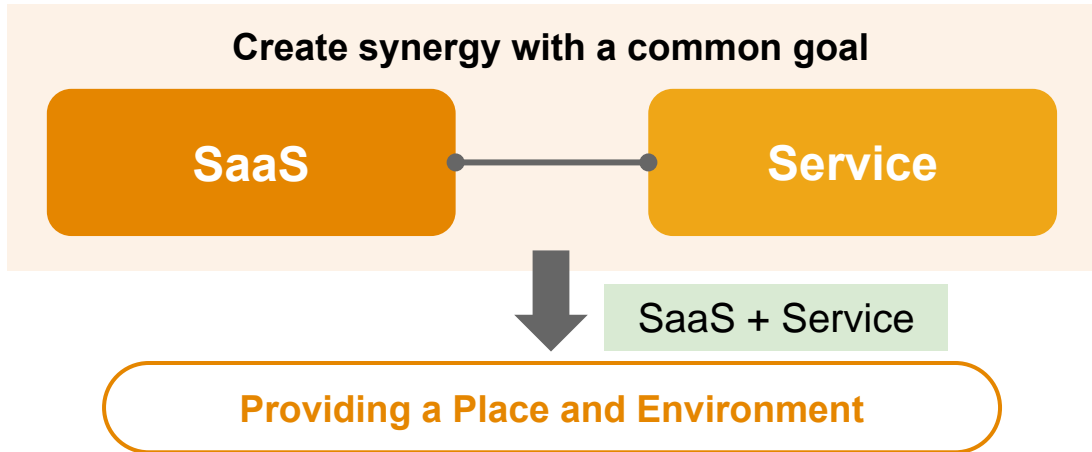 Create synergy with a common goal
SaaS
Service
SaaS + Service
Providing a Place and Environment